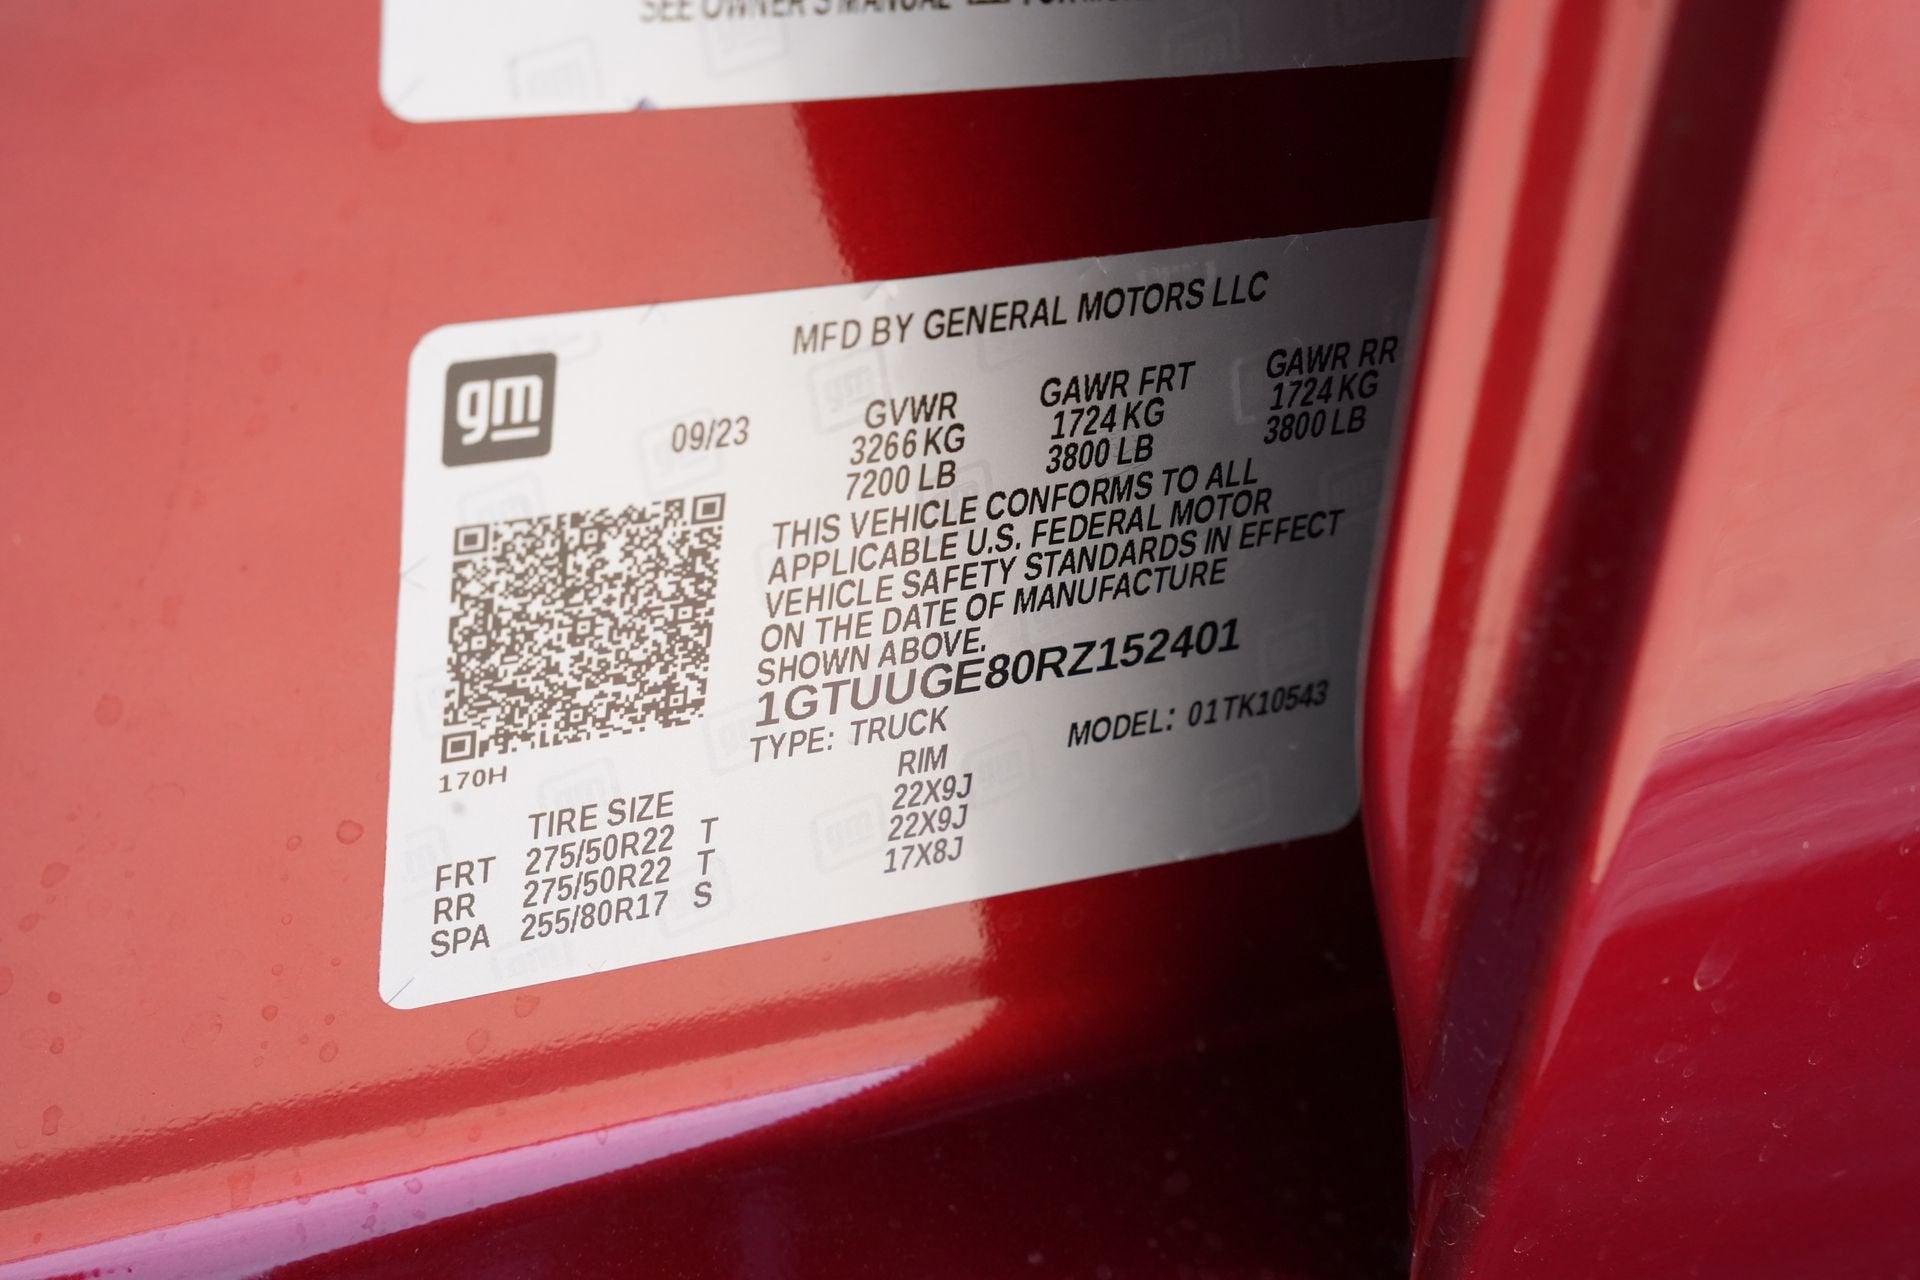 SEE OWNER'S MANUAL
MFD BY GENERAL MOTORS LLC
gm
09/23
GVWR GAWR FRT GAWR RR
3266 KG 1724 KG 1724 KG
7200 LB 3800 LB 3800 LB
THIS VEHICLE CONFORMS TO ALL
APPLICABLE U.S. FEDERAL MOTOR
VEHICLE SAFETY STANDARDS IN EFFECT
ON THE DATE OF MANUFACTURE
SHOWN ABOVE.
1GTUUGE80RZ152401
TYPE: TRUCK MODEL: 01TK10543
170H
TIRE SIZE RIM
FRT 275/50R22 T 22X9J
RR 275/50R22 T 22X9J
SPA 255/80R17 S 17X8J